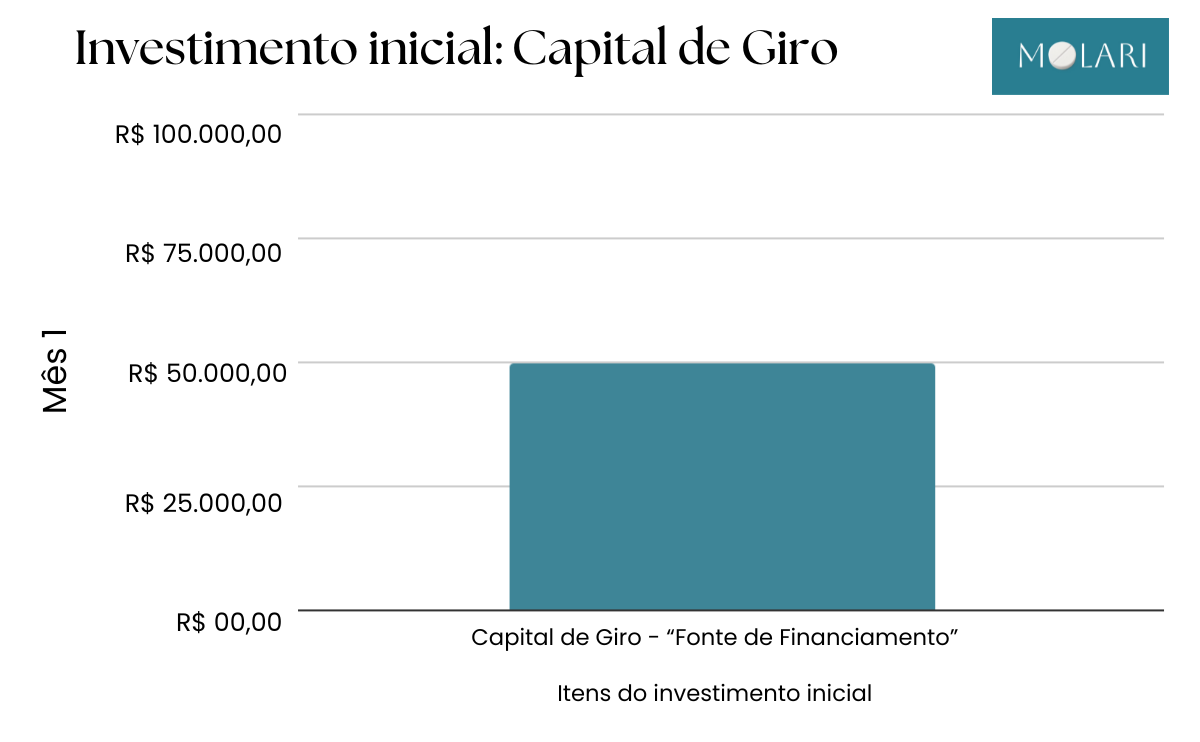 Investimento inicial: Capital de Giro
MOLARI
R$ 100.000,00
R$ 75.000,00
R$ 50.000,00
R$ 25.000,00
R$ 00,00
Mês 1
Capital de Giro - “Fonte de Financiamento”
Itens do investimento inicial